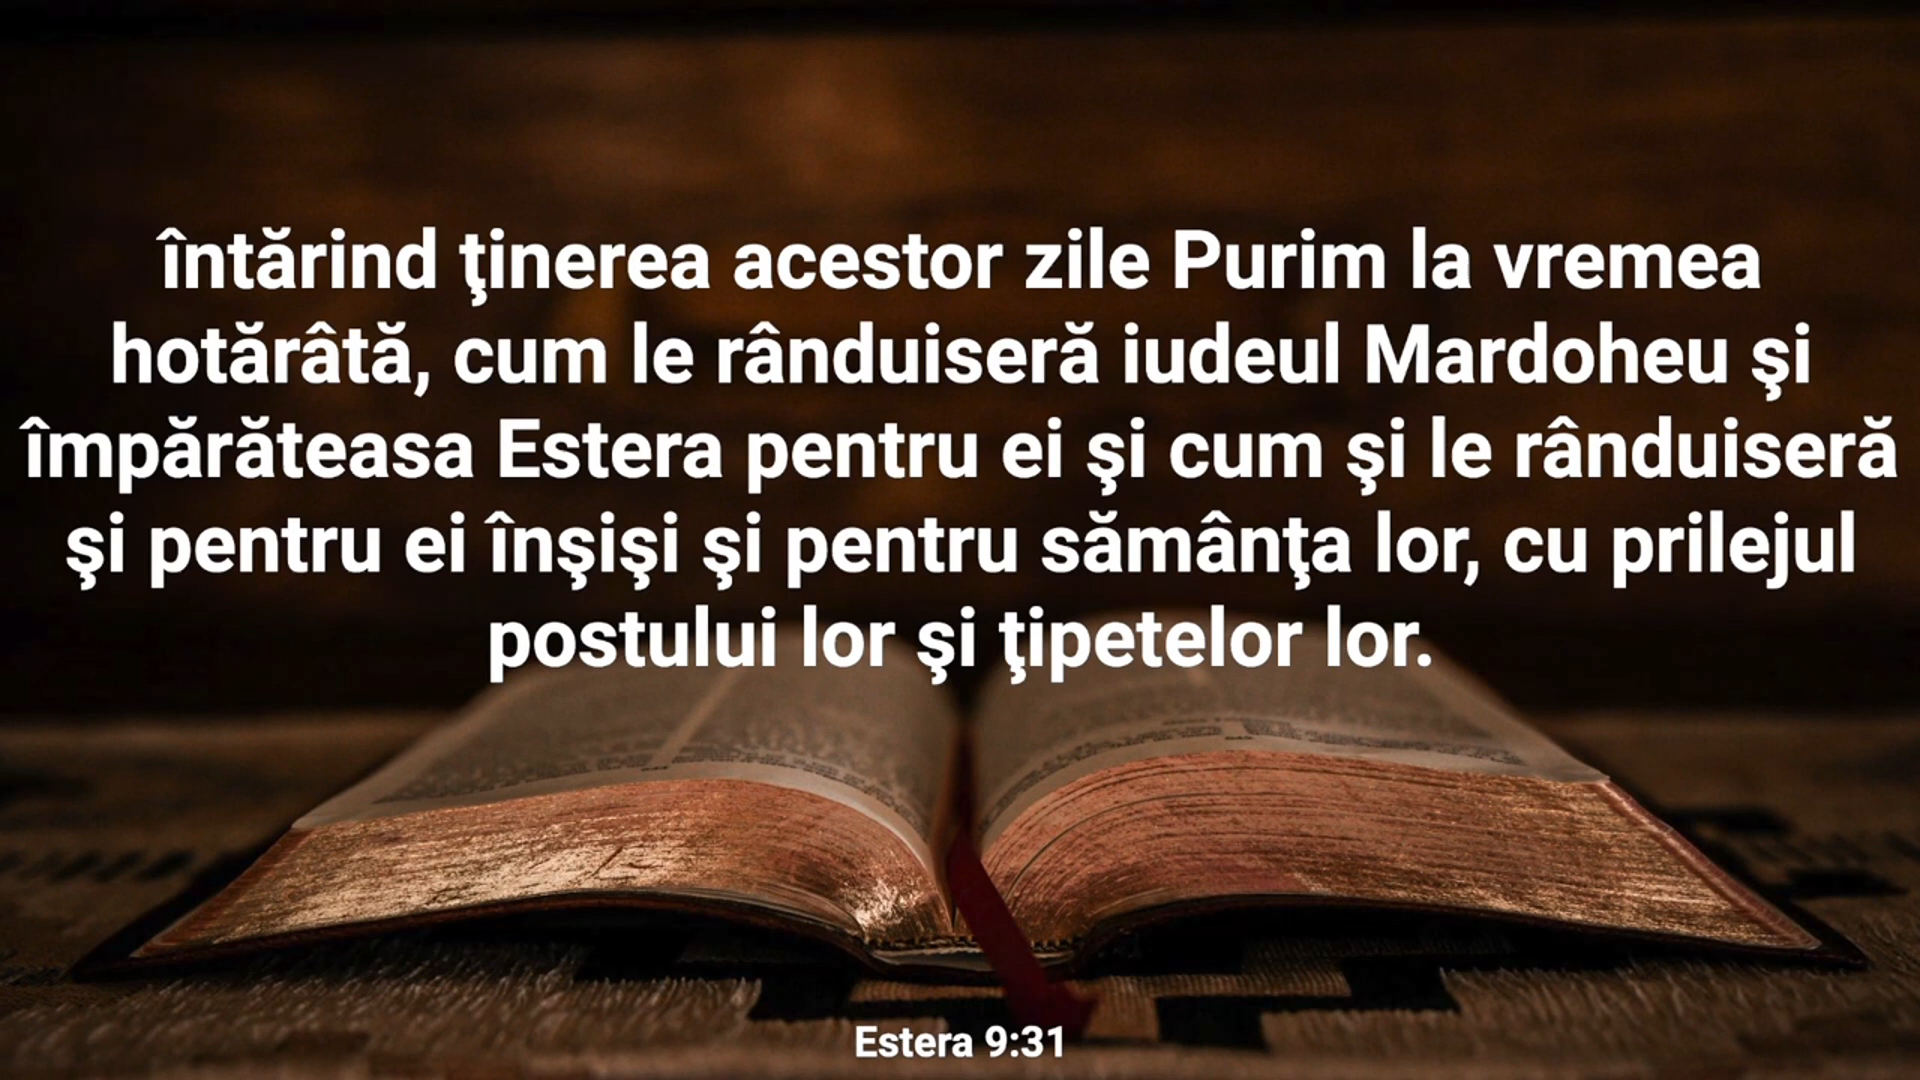 întărind ţinerea acestor zile Purim la vremea
hotărâtă, cum le rânduiseră iudeul Mardoheu şi
împărăteasa Estera pentru ei şi cum şi le rânduiseră
şi pentru ei înşişi şi pentru sămânţa lor, cu prilejul
postului lor şi ţipetelor lor.
Estera 9:31